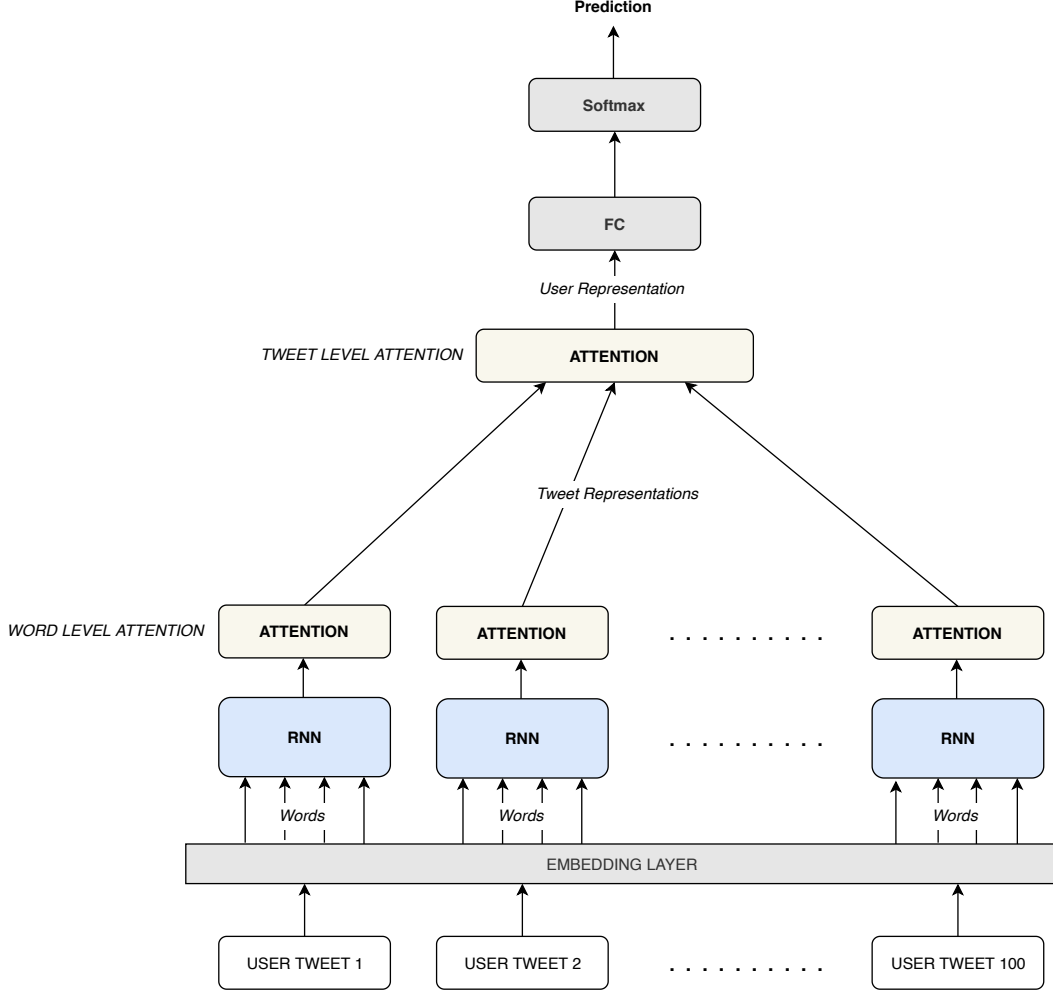 Prediction
Softmax
FC
User Representation
TWEET LEVEL ATTENTION
ATTENTION
Tweet Representations
WORD LEVEL ATTENTION
ATTENTION
ATTENTION
. . . . . . . . . .
ATTENTION
RNN
RNN
. . . . . . . . . .
RNN
Words
Words
Words
EMBEDDING LAYER
USER TWEET 1
USER TWEET 2
. . . . . . . . . .
USER TWEET 100